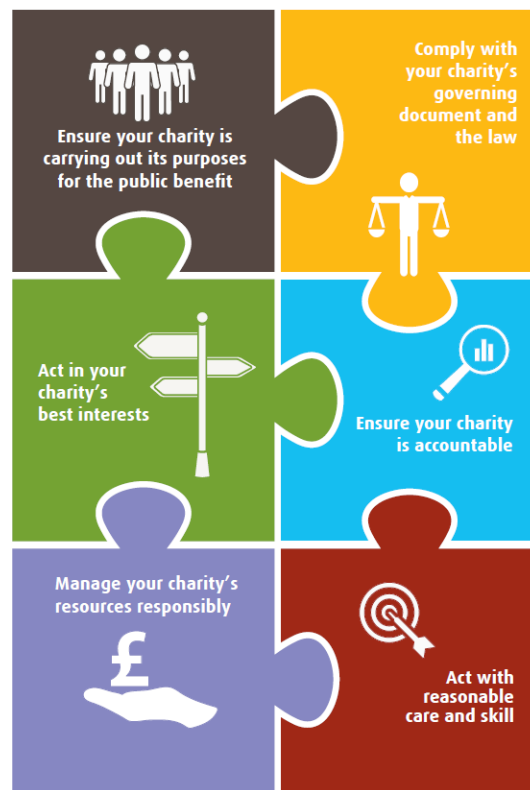 Ensure your charity is
carrying out its purposes
for the public benefit
Comply with
your charity's
governing
document and
the law
Act in your
charity's
best interests
Ensure your charity
is accountable
Manage your charity's
resources responsibly
£
Act with
reasonable
care and skill